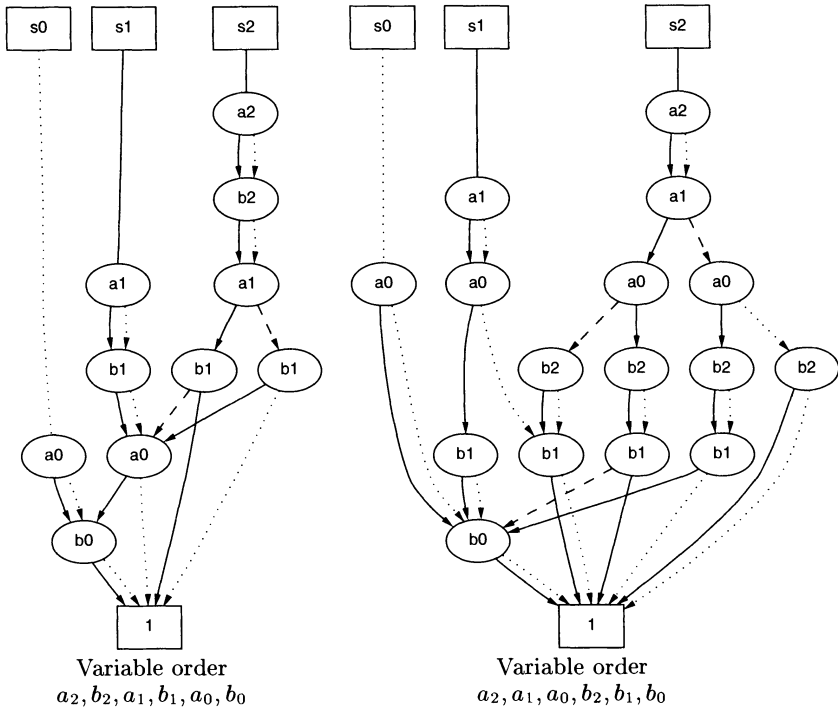 s0 s1 s2 s0 s1 s2
a2 a2
b2 a1 a1
a1 a1 a0 a0 a0 a0
b1 b1 b1 b2 b2 b2 b2
a0 a0 b1 b1 b1 b1
b0 b0
1 1
Variable order Variable order
a₂, b₂, a₁, b₁, a₀, b₀ a₂, a₁, a₀, b₂, b₁, b₀